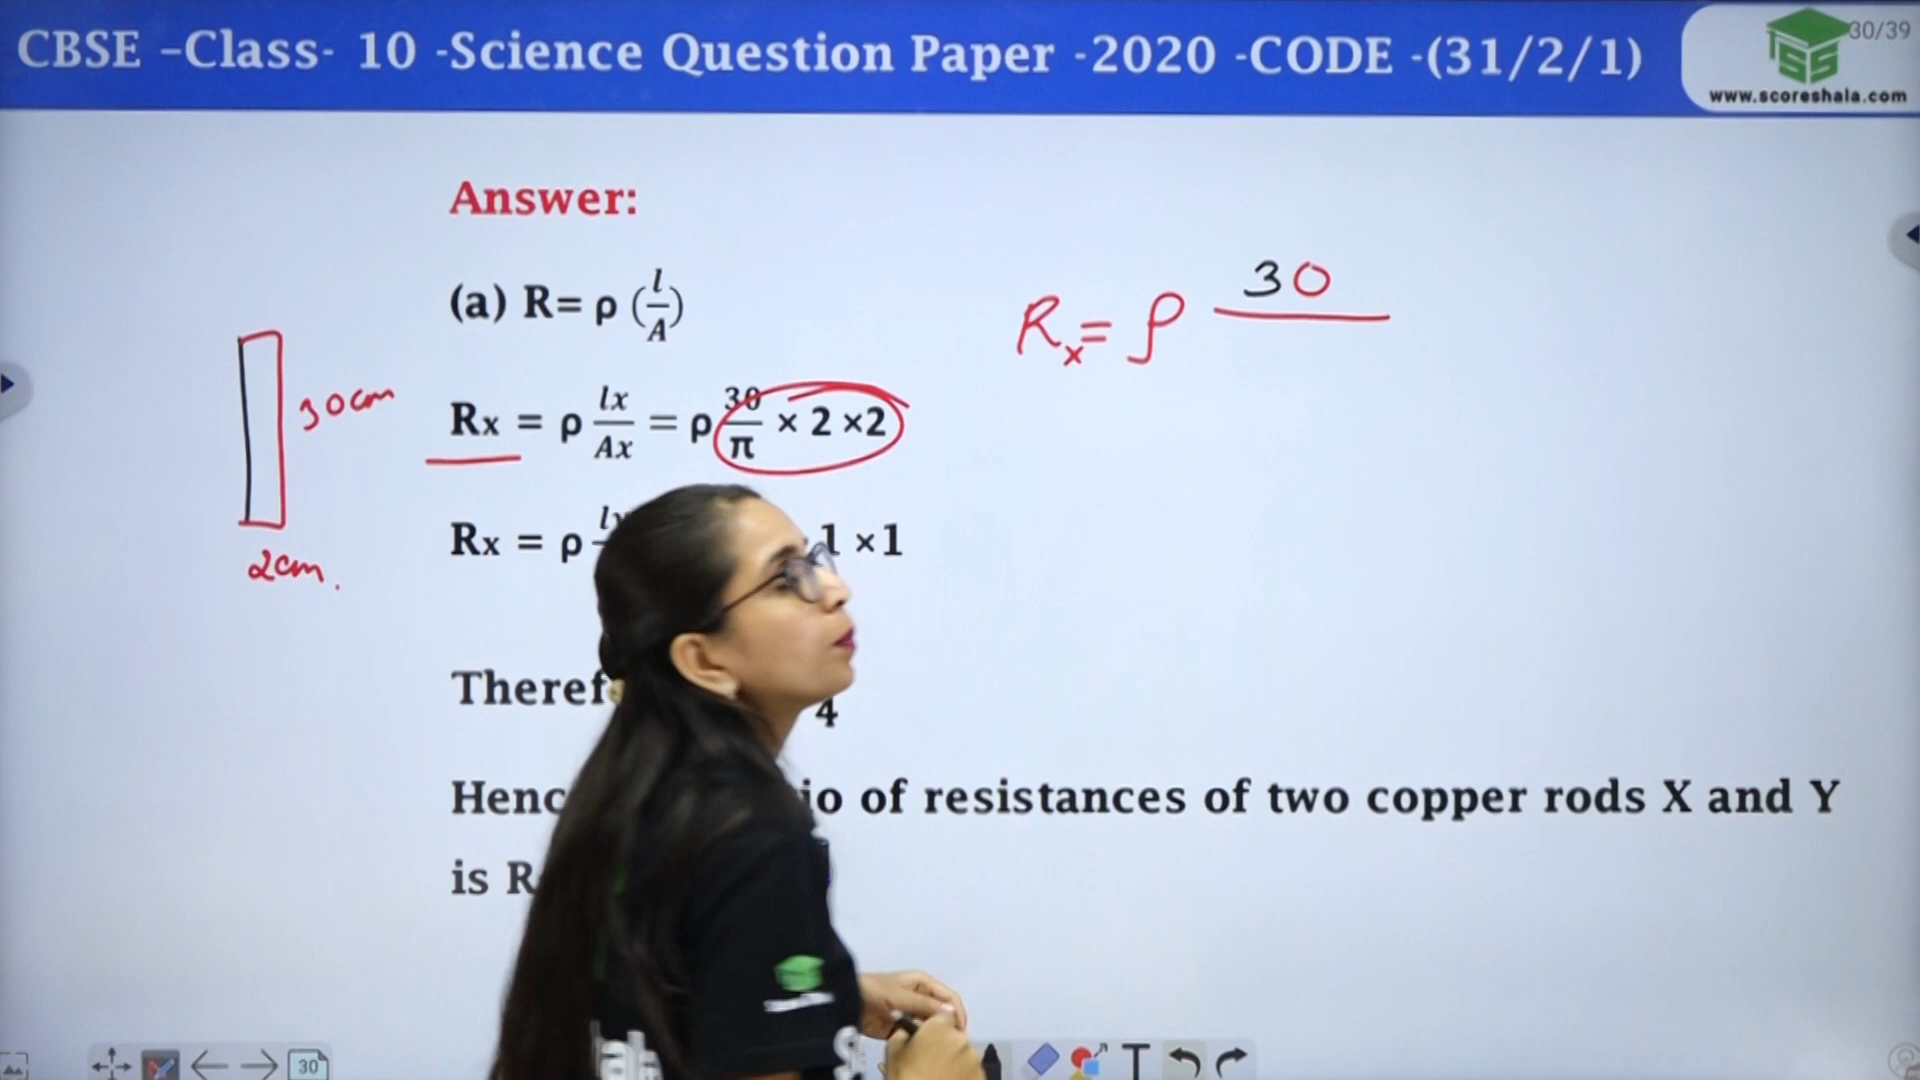 CBSE –Class- 10 -Science Question Paper -2020 -CODE -(31/2/1)
30/39
www.scoreshala.com
Answer:
(a) R= ρ (l/A)
Rx = ρ lx/Ax = ρ 30/π × 2 ×2
Rx = ρ 1 ×1
4
of resistances of two copper rods X and Y
is
30cm
2cm.
Rx = ρ 30
30
T